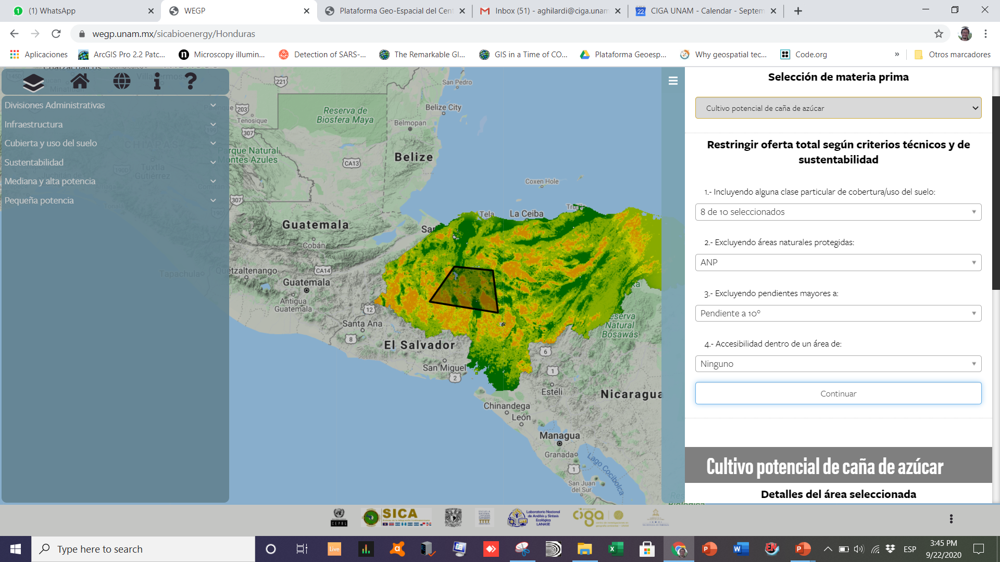 (1) WhatsApp
WEGP
Plataforma Geo-Espacial del Cent
Inbox (51) - aghilardi@ciga.unam
CIGA UNAM - Calendar - Septem
wegp.unam.mx/sicabioenergy/Honduras
Aplicaciones
ArcGIS Pro 2.2 Patc...
Microscopy illumin...
Detection of SARS-...
The Remarkable Gl...
GIS in a Time of CO...
Plataforma Geoesp...
Why geospatial tec...
Code.org
»
Otros marcadores
Divisiones Administrativas
Infraestructura
Cubierta y uso del suelo
Sustentabilidad
Mediana y alta potencia
Pequeña potencia
Tenosique
203
307
221
CHIAPAS
Tuxtla
Gutiérrez
190D
Tapachula
Parque Natural
Montes Azules
307
Reserva de
Biosfera Maya
San Pedro
Belize City
Belmopan
Belize
CA13
Coxen Hole
Tela
La Ceiba
Guatemala
Cobán
Quetzaltenango
CA14
Guatemala
Antigua
Guatemala
12
Santa Ana
8
El Salvador
San Miguel
2
6
1
Estelí
Natural
Bosawás
Nicaragua
Chinandega
León
Managua
Granada
Lago Cocibolca
1
San Juan
del Sur
Selección de materia prima
Cultivo potencial de caña de azúcar
Restringir oferta total según criterios técnicos y de
sustentabilidad
1.- Incluyendo alguna clase particular de cobertura/uso del suelo:
8 de 10 seleccionados
2.- Excluyendo áreas naturales protegidas:
ANP
3.- Excluyendo pendientes mayores a:
Pendiente a 10°
4.- Accesibilidad dentro de un área de:
Ninguno
Continuar
Cultivo potencial de caña de azúcar
Detalles del área seleccionada
CEPAL
SICA
Laboratorio Nacional
de Análisis y Síntesis
Ecológica
LANASE
ciga
Type here to search
Live
ESP
3:45 PM
9/22/2020